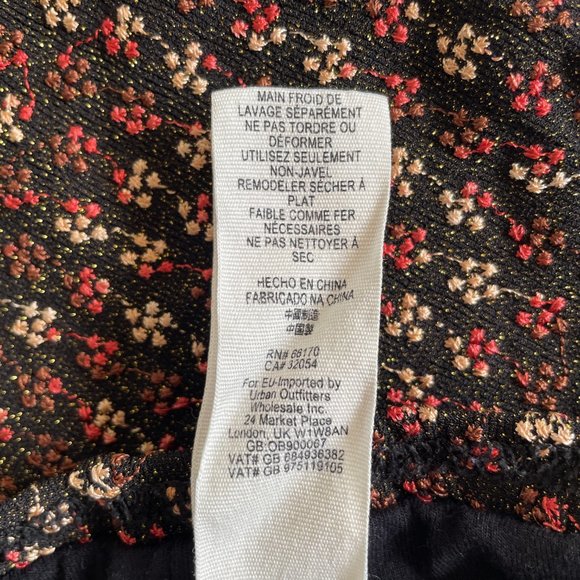 MAIN FROID DE
LAVAGE SÉPARÉMENT
NE PAS TORDRE OU
DÉFORMER
UTILISEZ SEULEMENT
NON-JAVEL
REMODELER SÉCHER À
PLAT
FAIBLE COMME FER
NÉCESSAIRES
NE PAS NETTOYER À
SEC
HECHO EN CHINA
FABRICADO NA CHINA
中國制造
中国製
RN# 66170
CA# 32054
For EU-Imported by
Urban Outfitters
Wholesale Inc.
24 Market Place
London, UK W1W8AN
GB:OB900067
VAT# GB 684936382
VAT# GB 975119105